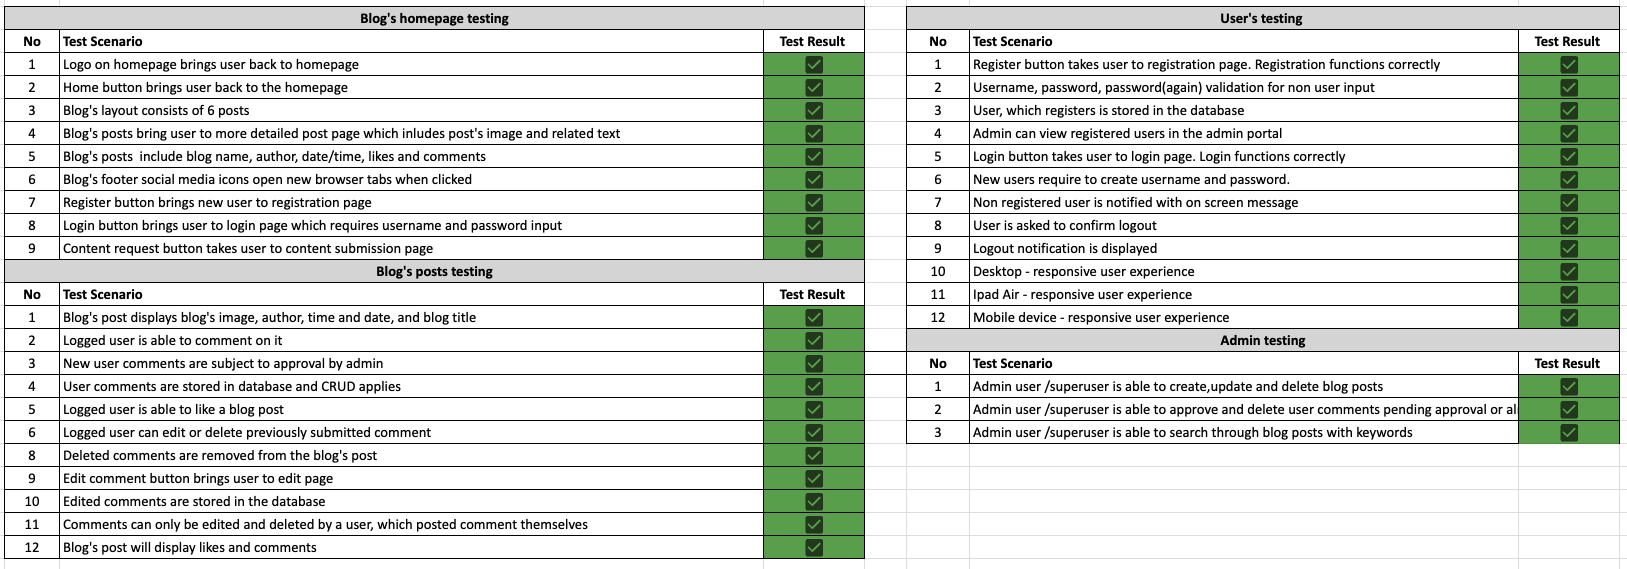 Blog's homepage testing
No Test Scenario Test Result
1 Logo on homepage brings user back to homepage
2 Home button brings user back to the homepage
3 Blog's layout consists of 6 posts
4 Blog's posts bring user to more detailed post page which inludes post's image and related text
5 Blog's posts  include blog name, author, date/time, likes and comments
6 Blog's footer social media icons open new browser tabs when clicked
7 Register button brings new user to registration page
8 Login button brings user to login page which requires username and password input
9 Content request button takes user to content submission page
Blog's posts testing
No Test Scenario Test Result
1 Blog's post displays blog's image, author, time and date, and blog title
2 Logged user is able to comment on it
3 New user comments are subject to approval by admin
4 User comments are stored in database and CRUD applies
5 Logged user is able to like a blog post
6 Logged user can edit or delete previously submitted comment
8 Deleted comments are removed from the blog's post
9 Edit comment button brings user to edit page
10 Edited comments are stored in the database
11 Comments can only be edited and deleted by a user, which posted comment themselves
12 Blog's post will display likes and comments
User's testing
No Test Scenario Test Result
1 Register button takes user to registration page. Registration functions correctly
2 Username, password, password(again) validation for non user input
3 User, which registers is stored in the database
4 Admin can view registered users in the admin portal
5 Login button takes user to login page. Login functions correctly
6 New users require to create username and password.
7 Non registered user is notified with on screen message
8 User is asked to confirm logout
9 Logout notification is displayed
10 Desktop - responsive user experience
11 Ipad Air - responsive user experience
12 Mobile device - responsive user experience
Admin testing
No Test Scenario Test Result
1 Admin user /superuser is able to create,update and delete blog posts
2 Admin user /superuser is able to approve and delete user comments pending approval or
3 Admin user /superuser is able to search through blog posts with keywords